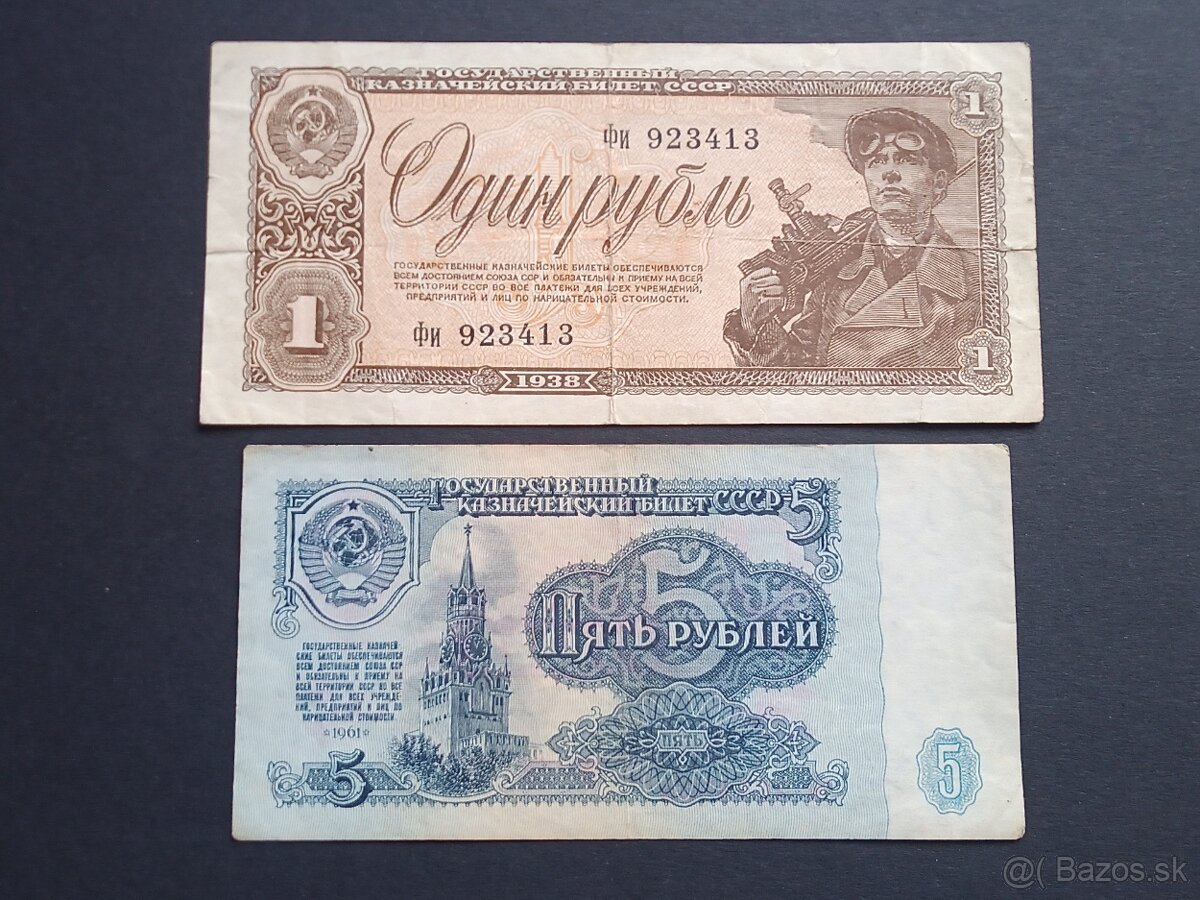 ГОСУДАРСТВЕННЫЙ
КАЗНАЧЕЙСКИЙ БИЛЕТ СССР
1
Фи 923413
Один рубль
ГОСУДАРСТВЕННЫЕ КАЗНАЧЕЙСКИЕ БИЛЕТЫ ОБЕСПЕЧИВАЮТСЯ
ВСЕМ ДОСТОЯНИЕМ СОЮЗА ССР И ОБЯЗАТЕЛЬНЫ К ПРИЕМУ НА ВСЕЙ
ТЕРРИТОРИИ СССР ВО ВСЕ ПЛАТЕЖИ ДЛЯ ВСЕХ УЧРЕЖДЕНИЙ,
ПРЕДПРИЯТИЙ И ЛИЦ ПО НАРИЦАТЕЛЬНОЙ СТОИМОСТИ.
1
Фи 923413
1
1938
ГОСУДАРСТВЕННЫЙ
КАЗНАЧЕЙСКИЙ БИЛЕТ СССР 5
5
ПЯТЬ РУБЛЕЙ
ГОСУДАРСТВЕННЫЕ КАЗНАЧЕЙ-
СКИЕ БИЛЕТЫ ОБЕСПЕЧИВАЮТСЯ
ВСЕМ ДОСТОЯНИЕМ СОЮЗА ССР
И ОБЯЗАТЕЛЬНЫ К ПРИЕМУ НА
ВСЕЙ ТЕРРИТОРИИ СССР ВО ВСЕ
ПЛАТЕЖИ ДЛЯ ВСЕХ УЧРЕЖДЕ-
НИЙ, ПРЕДПРИЯТИЙ И ЛИЦ ПО
НАРИЦАТЕЛЬНОЙ СТОИМОСТИ
*1961*
ПЯТЬ
5
5
@( Bazos.sk